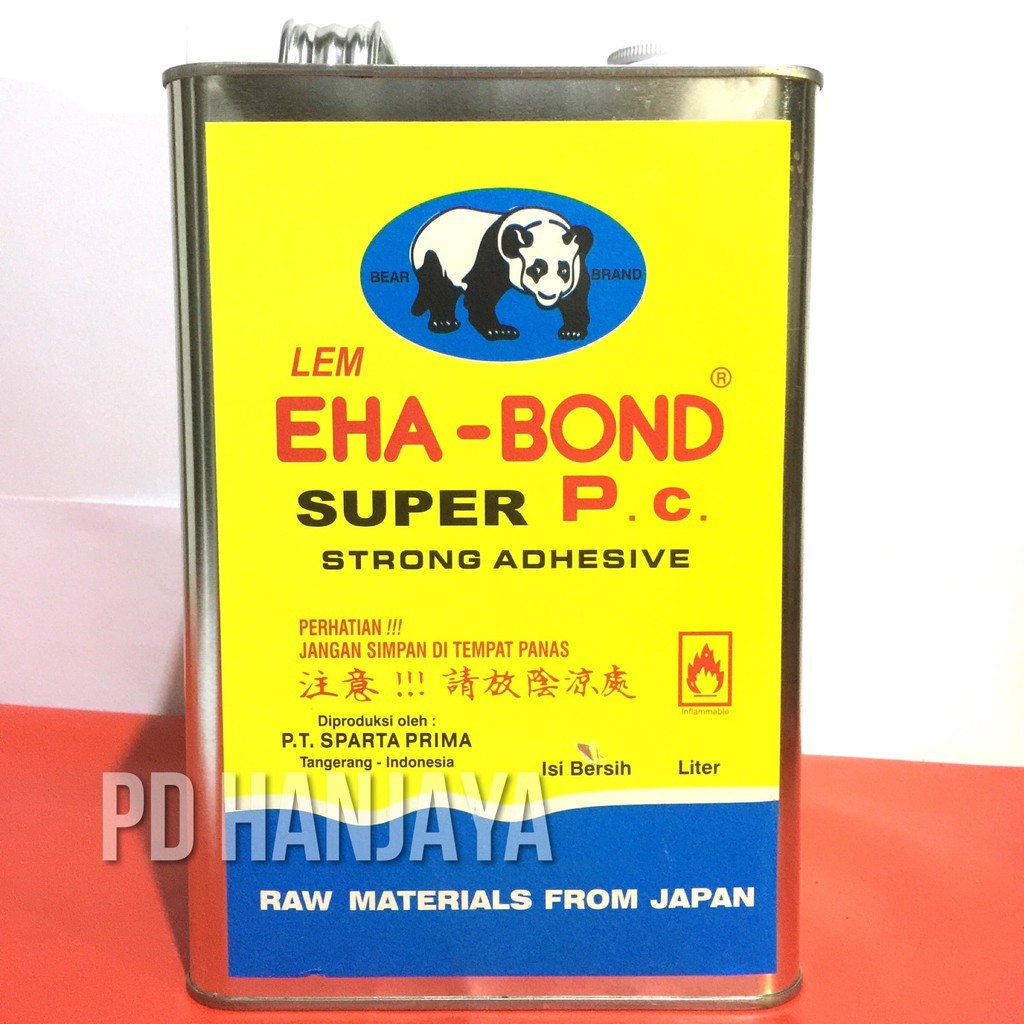 BEAR BRAND
LEM
EHA-BOND ®
SUPER P.c.
STRONG ADHESIVE
PERHATIAN !!!
JANGAN SIMPAN DI TEMPAT PANAS
注意 !!! 請放陰涼處
Inflammable
Diproduksi oleh :
P.T. SPARTA PRIMA
Tangerang - Indonesia
Isi Bersih Liter
PD HANJAYA
RAW MATERIALS FROM JAPAN